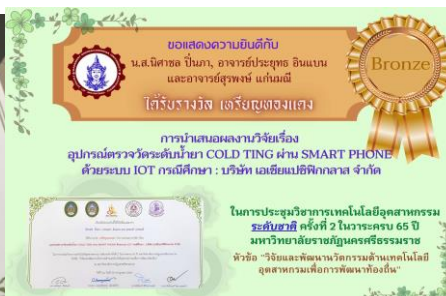 ขอแสดงความยินดีกับ
น.ส.นิศาชล ปิ่นภา, อาจารย์ประยุทธ อินแบน
และอาจารย์สุรพงษ์ แก่นมณี
ได้รับรางวัล เหรียญทองแดง
Bronze
การนำเสนอผลงานวิจัยเรื่อง
อุปกรณ์ตรวจวัดระดับน้ำยา COLD TING ผ่าน SMART PHONE
ด้วยระบบ IOT กรณีศึกษา : บริษัท เอเซียแปซิฟิกกลาส จำกัด
ในการประชุมวิชาการเทคโนโลยีอุตสาหกรรม
ระดับชาติ ครั้งที่ 2 ในวาระครบ 65 ปี
มหาวิทยาลัยราชภัฏนครศรีธรรมราช
หัวข้อ "วิจัยและพัฒนานวัตกรรมด้านเทคโนโลยี
อุตสาหกรรมเพื่อการพัฒนาท้องถิ่น"